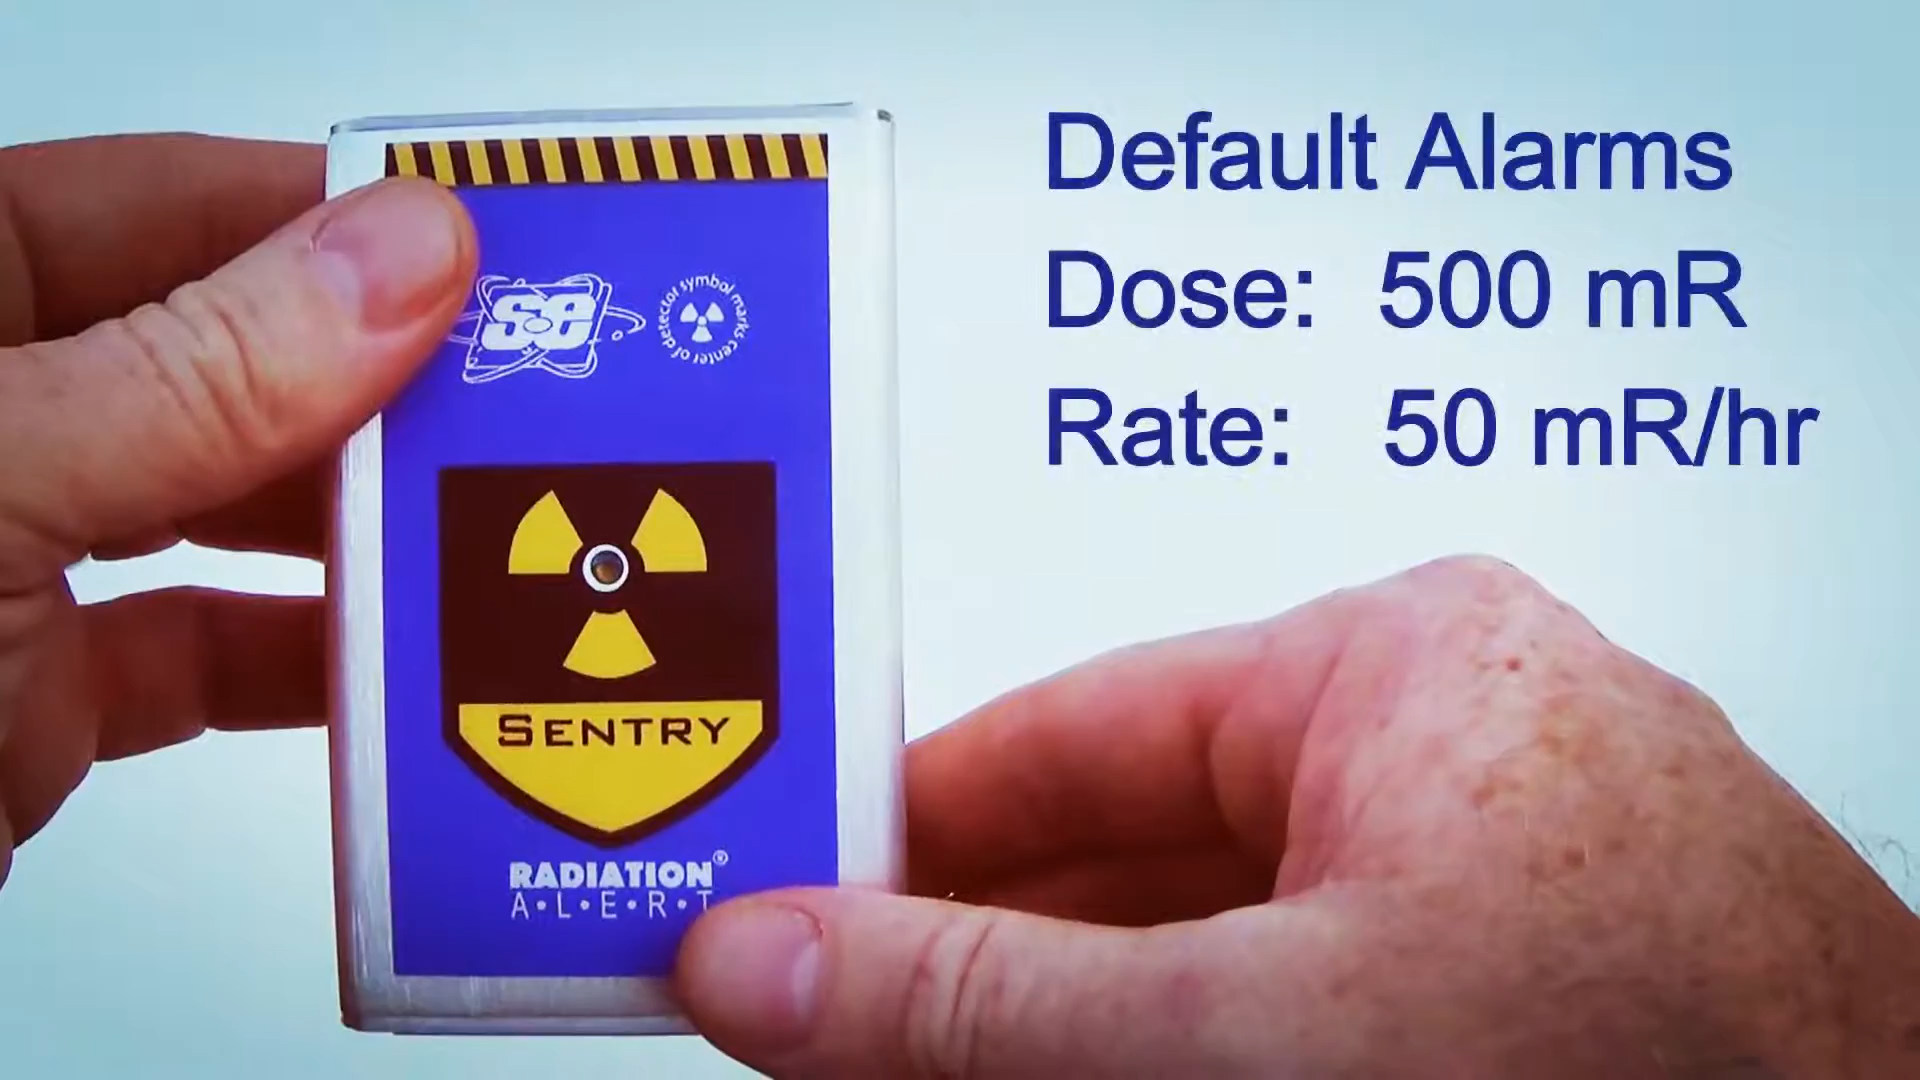 Default Alarms
Dose: 500 mR
Rate: 50 mR/hr
se
detector symbol marks center of
SENTRY
RADIATION®
A•L•E•R•T